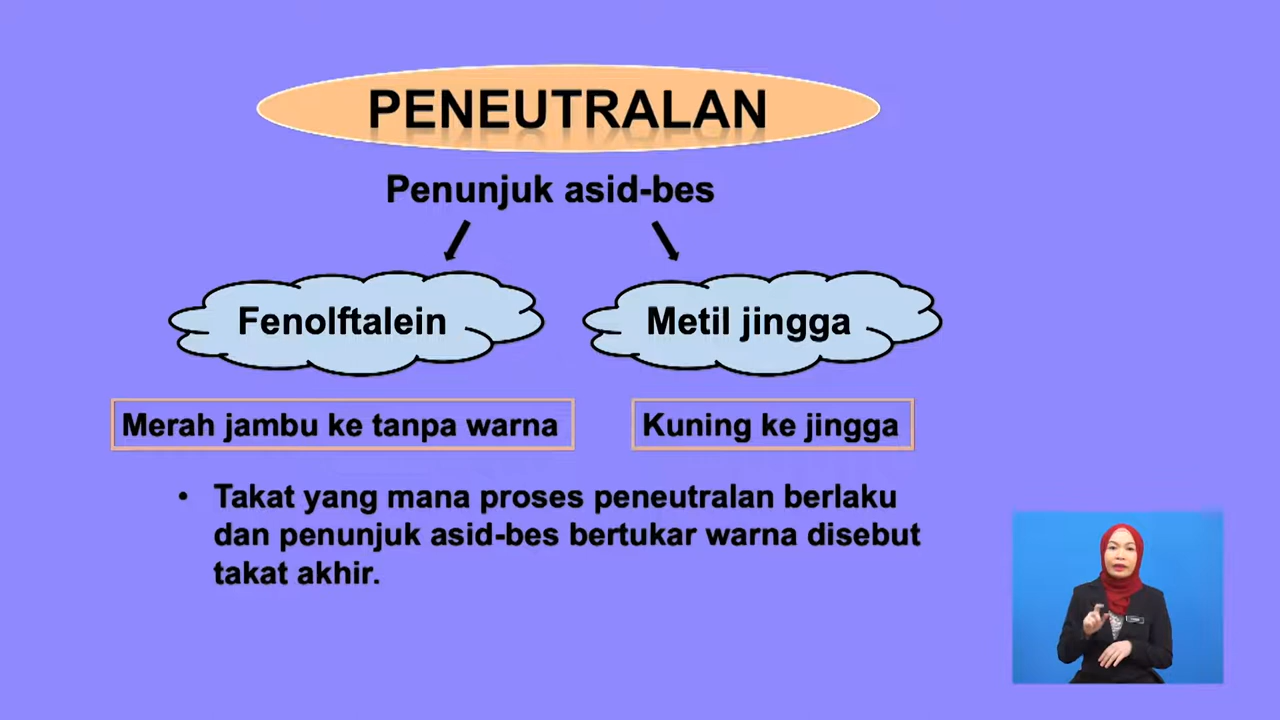 PENEUTRALAN
Penunjuk asid-bes
Fenolftalein
Metil jingga
Merah jambu ke tanpa warna
Kuning ke jingga
• Takat yang mana proses peneutralan berlaku
dan penunjuk asid-bes bertukar warna disebut
takat akhir.